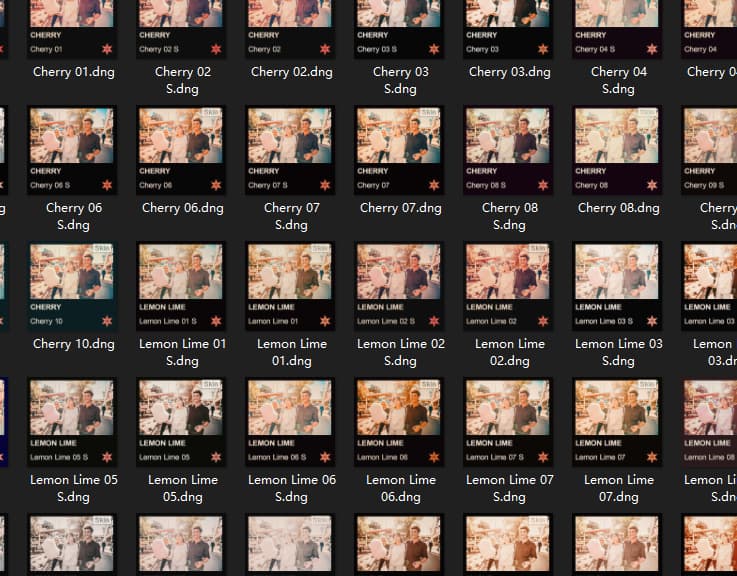 CHERRY
Cherry 01
Cherry 01.dng
CHERRY
Cherry 02 S
Cherry 02
S.dng
CHERRY
Cherry 02
Cherry 02.dng
CHERRY
Cherry 03 S
Cherry 03
S.dng
CHERRY
Cherry 03
Cherry 03.dng
CHERRY
Cherry 04 S
Cherry 04
S.dng
CHERRY
Cherry 04
Cherry 04
g
CHERRY
Cherry 06 S
Cherry 06
S.dng
Skin
CHERRY
Cherry 06
Cherry 06.dng
CHERRY
Cherry 07 S
Cherry 07
S.dng
Skin
CHERRY
Cherry 07
Cherry 07.dng
CHERRY
Cherry 08 S
Cherry 08
S.dng
Skin
CHERRY
Cherry 08
Cherry 08.dng
CHERRY
Cherry 09 S
Cherry
S.dn
Skin
CHERRY
Cherry 10
Cherry 10.dng
LEMON LIME
Lemon Lime 01 S
Lemon Lime 01
S.dng
Skin
LEMON LIME
Lemon Lime 01
Lemon Lime
01.dng
LEMON LIME
Lemon Lime 02 S
Lemon Lime 02
S.dng
Skin
LEMON LIME
Lemon Lime 02
Lemon Lime
02.dng
LEMON LIME
Lemon Lime 03 S
Lemon Lime 03
S.dng
LEMON LIME
Lemon Lime 03
Lemon
03.dn
LEMON LIME
Lemon Lime 05 S
Lemon Lime 05
S.dng
Skin
LEMON LIME
Lemon Lime 05
Lemon Lime
05.dng
LEMON LIME
Lemon Lime 06 S
Lemon Lime 06
S.dng
Skin
LEMON LIME
Lemon Lime 06
Lemon Lime
06.dng
LEMON LIME
Lemon Lime 07 S
Lemon Lime 07
S.dng
Skin
LEMON LIME
Lemon Lime 07
Lemon Lime
07.dng
LEMON LIME
Lemon Lime 08
Lemon Li
S.dn
Skin
Skin
Skin